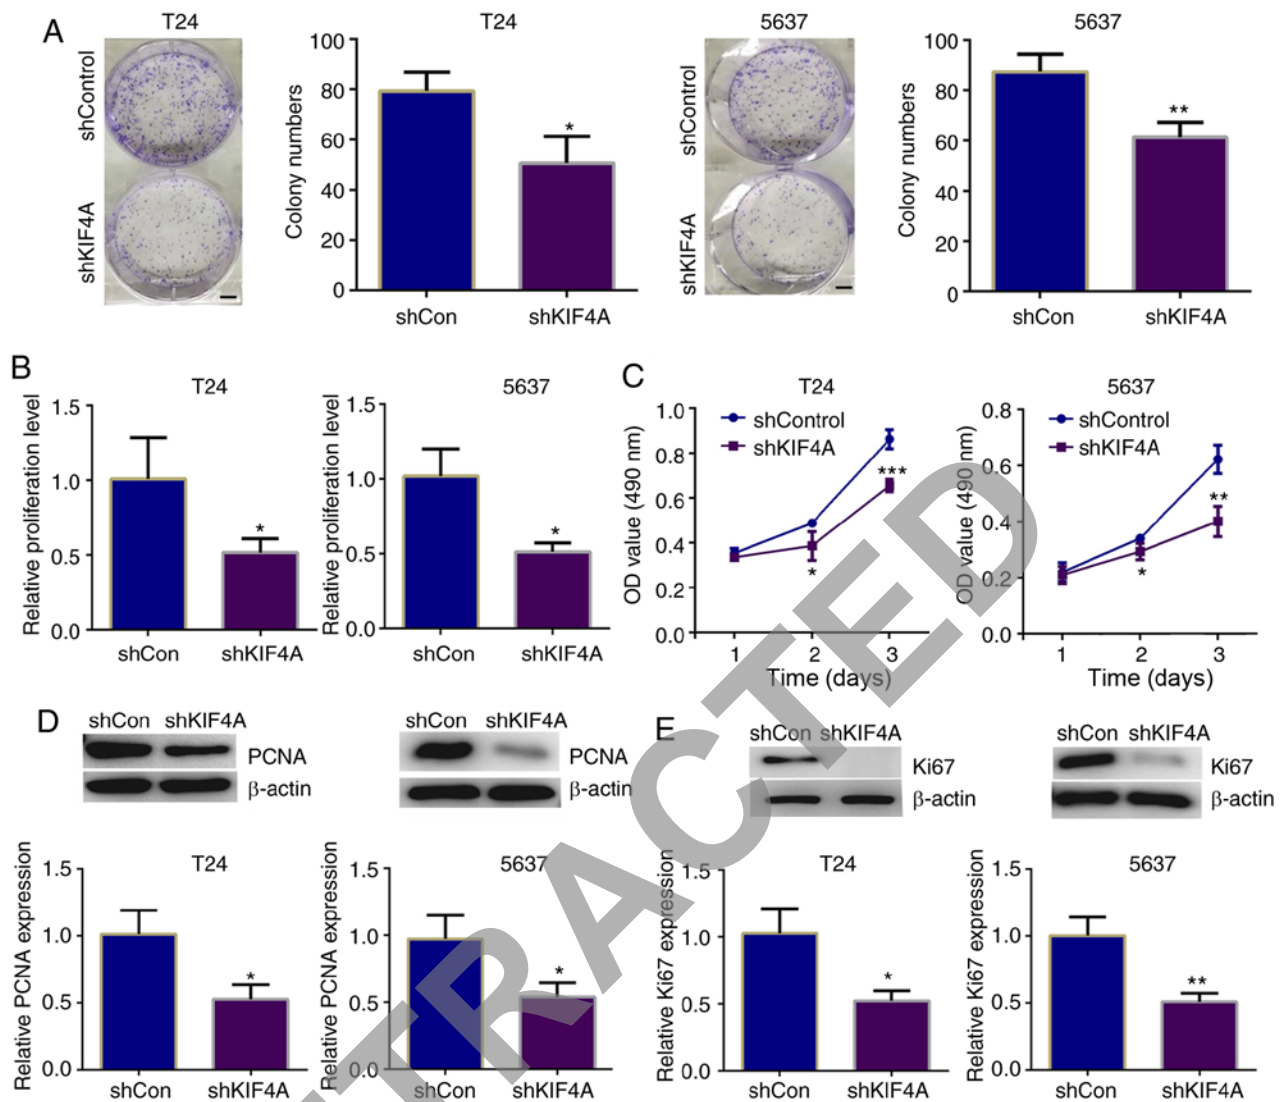 A
T24
shControl
shKIF4A
T24
Colony numbers
100
80
60
40
20
0
*
shCon
shKIF4A
5637
shControl
shKIF4A
5637
Colony numbers
100
80
60
40
20
0
**
shCon
shKIF4A
B
T24
Relative proliferation level
1.5
1.0
0.5
0.0
*
shCon
shKIF4A
5637
Relative proliferation level
1.5
1.0
0.5
0.0
*
shCon
shKIF4A
C
T24
OD value (490 nm)
1.0
0.8
0.6
0.4
0.2
0.0
shControl
shKIF4A
***
*
1 2 3
Time (days)
5637
OD value (490 nm)
0.8
0.6
0.4
0.2
0.0
shControl
shKIF4A
**
*
1 2 3
Time (days)
D
shCon shKIF4A
PCNA
β-actin
T24
Relative PCNA expression
1.5
1.0
0.5
0.0
*
shCon
shKIF4A
shCon shKIF4A
PCNA
β-actin
5637
Relative PCNA expression
1.5
1.0
0.5
0.0
*
shCon
shKIF4A
E
shCon shKIF4A
Ki67
β-actin
T24
Relative Ki67 expression
1.5
1.0
0.5
0.0
*
shCon
shKIF4A
shCon shKIF4A
Ki67
β-actin
5637
Relative Ki67 expression
1.5
1.0
0.5
0.0
**
shCon
shKIF4A
TRACTED